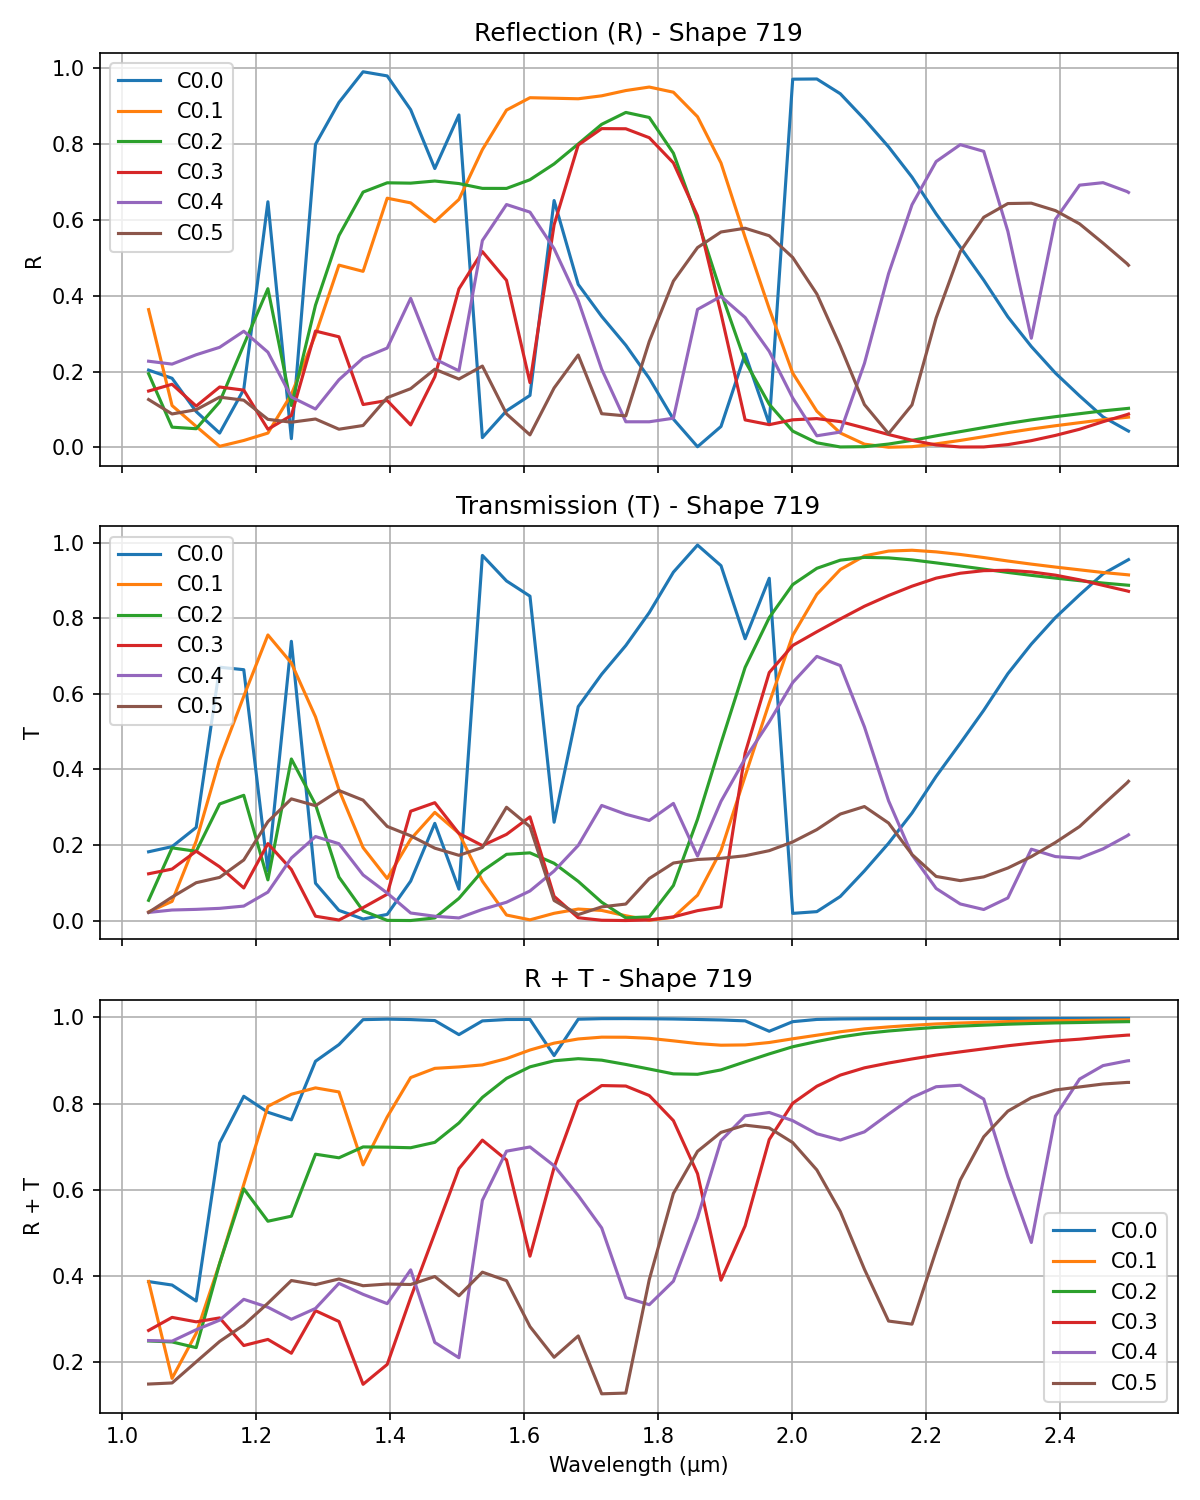 Reflection (R) - Shape 719
1.0
0.8
0.6
0.4
0.2
0.0
R
C0.0
C0.1
C0.2
C0.3
C0.4
C0.5
Transmission (T) - Shape 719
1.0
0.8
0.6
0.4
0.2
0.0
T
C0.0
C0.1
C0.2
C0.3
C0.4
C0.5
R + T - Shape 719
1.0
0.8
0.6
0.4
0.2
R + T
C0.0
C0.1
C0.2
C0.3
C0.4
C0.5
1.0 1.2 1.4 1.6 1.8 2.0 2.2 2.4
Wavelength (μm)